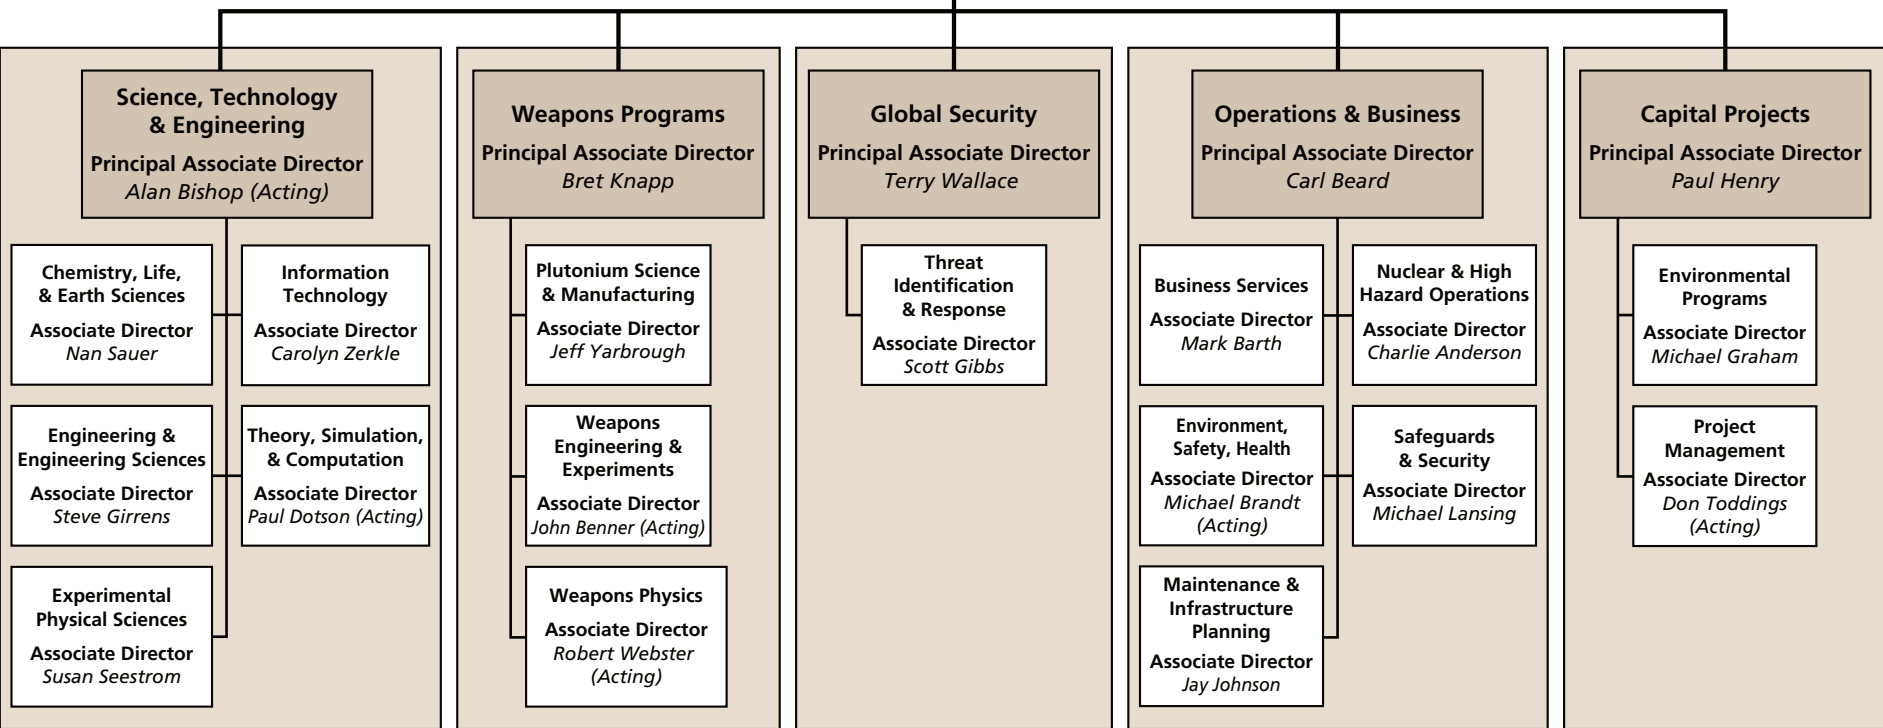 Science, Technology
& Engineering
Principal Associate Director
Alan Bishop (Acting)
Chemistry, Life,
& Earth Sciences
Associate Director
Nan Sauer
Information
Technology
Associate Director
Carolyn Zerkle
Engineering &
Engineering Sciences
Associate Director
Steve Girrens
Theory, Simulation,
& Computation
Associate Director
Paul Dotson (Acting)
Experimental
Physical Sciences
Associate Director
Susan Seestrom
Weapons Programs
Principal Associate Director
Bret Knapp
Plutonium Science
& Manufacturing
Associate Director
Jeff Yarbrough
Weapons
Engineering &
Experiments
Associate Director
John Benner (Acting)
Weapons Physics
Associate Director
Robert Webster
(Acting)
Global Security
Principal Associate Director
Terry Wallace
Threat
Identification
& Response
Associate Director
Scott Gibbs
Operations & Business
Principal Associate Director
Carl Beard
Business Services
Associate Director
Mark Barth
Nuclear & High
Hazard Operations
Associate Director
Charlie Anderson
Environment,
Safety, Health
Associate Director
Michael Brandt
(Acting)
Safeguards
& Security
Associate Director
Michael Lansing
Maintenance &
Infrastructure
Planning
Associate Director
Jay Johnson
Capital Projects
Principal Associate Director
Paul Henry
Environmental
Programs
Associate Director
Michael Graham
Project
Management
Associate Director
Don Toddings
(Acting)